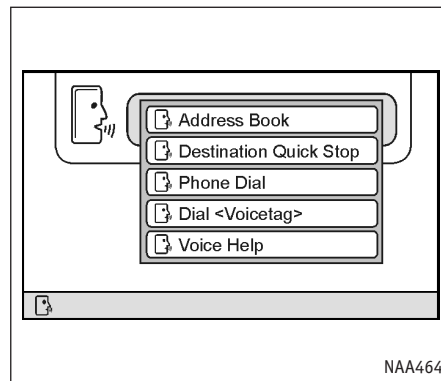 Address Book
Destination Quick Stop
Phone Dial
Dial <Voicetag>
Voice Help
NAA464